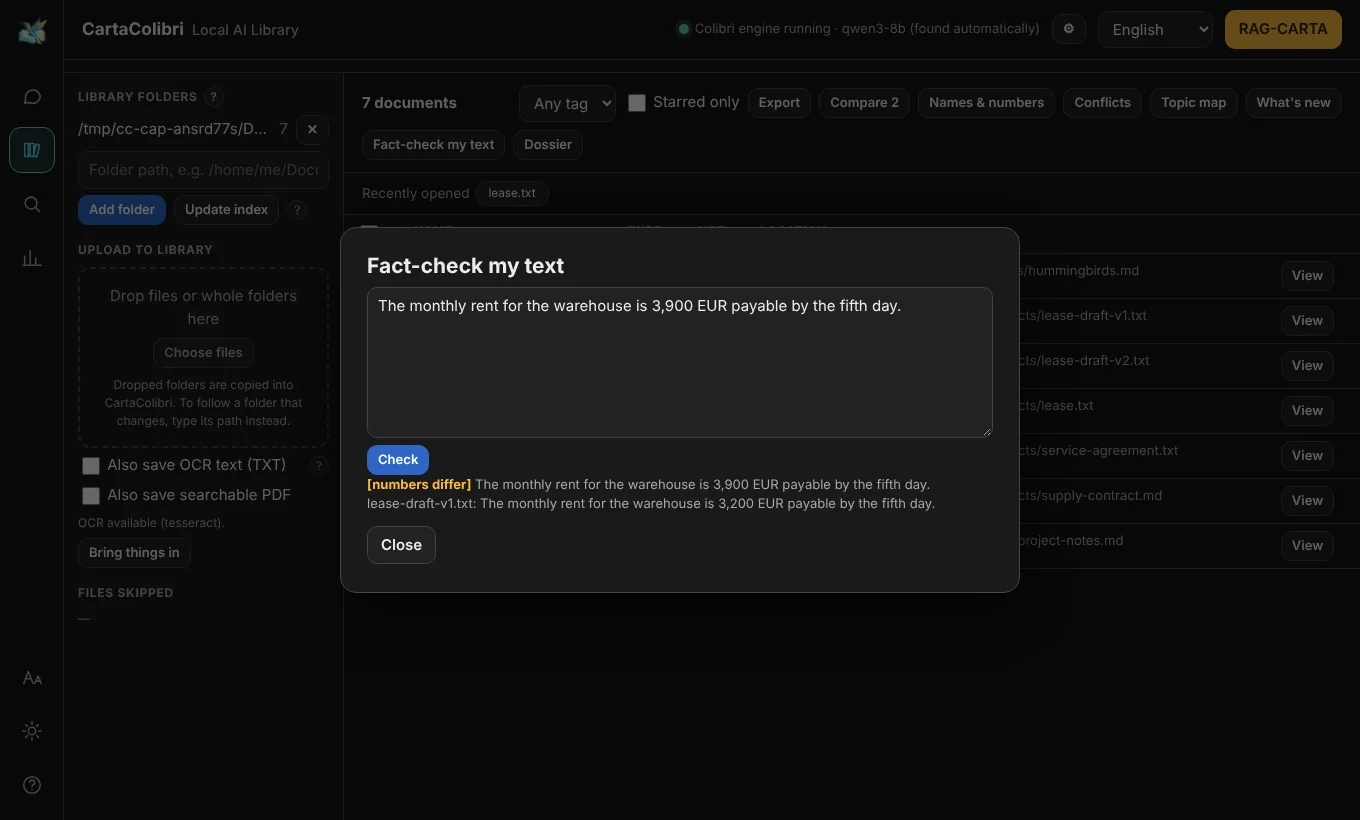 CartaColibri Local AI Library
Colibri engine running · qwen3-8b (found automatically)
⚙
English
RAG-CARTA
LIBRARY FOLDERS ?
/tmp/cc-cap-ansrd77s/D... 7 ×
Folder path, e.g. /home/me/Docu
Add folder
Update index
?
UPLOAD TO LIBRARY
Drop files or whole folders
here
Choose files
Dropped folders are copied into
CartaColibri. To follow a folder that
changes, type its path instead.
Also save OCR text (TXT) ?
Also save searchable PDF
OCR available (tesseract).
Bring things in
FILES SKIPPED
—
7 documents
Any tag
Starred only
Export
Compare 2
Names & numbers
Conflicts
Topic map
What's new
Fact-check my text
Dossier
Recently opened lease.txt
Fact-check my text
The monthly rent for the warehouse is 3,900 EUR payable by the fifth day.
Check
[numbers differ] The monthly rent for the warehouse is 3,900 EUR payable by the fifth day.
lease-draft-v1.txt: The monthly rent for the warehouse is 3,200 EUR payable by the fifth day.
Close
s/hummingbirds.md View
cts/lease-draft-v1.txt View
cts/lease-draft-v2.txt View
cts/lease.txt View
cts/service-agreement.txt View
cts/supply-contract.md View
project-notes.md View
AA
?